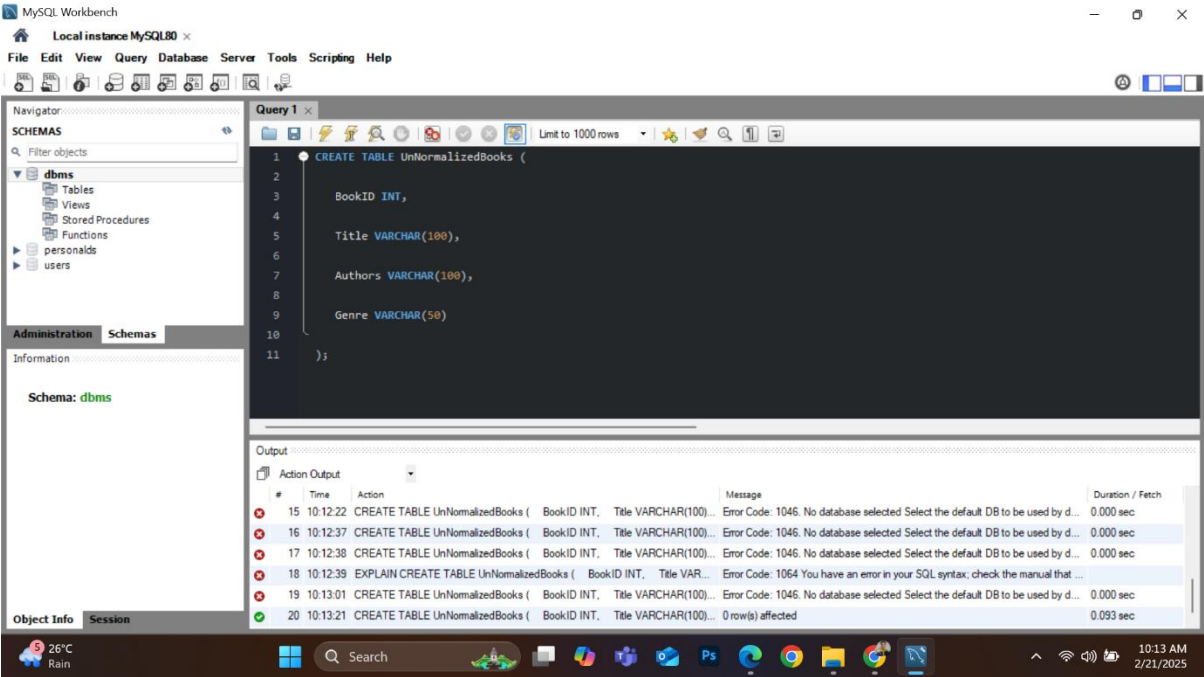 MySQL Workbench
Local instance MySQL80
File Edit View Query Database Server Tools Scripting Help
Navigator
SCHEMAS
Filter objects
dbms
Tables
Views
Stored Procedures
Functions
personalds
users
Administration Schemas
Information
Schema: dbms
Object Info Session
Query 1
Limit to 1000 rows
1 CREATE TABLE UnNormalizedBooks (
2
3 BookID INT,
4
5 Title VARCHAR(100),
6
7 Authors VARCHAR(100),
8
9 Genre VARCHAR(50)
10
11 );
Output
Action Output
# Time Action Message Duration / Fetch
15 10:12:22 CREATE TABLE UnNormalizedBooks ( BookID INT, Title VARCHAR(100)... Error Code: 1046. No database selected Select the default DB to be used by d... 0.000 sec
16 10:12:37 CREATE TABLE UnNormalizedBooks ( BookID INT, Title VARCHAR(100)... Error Code: 1046. No database selected Select the default DB to be used by d... 0.000 sec
17 10:12:38 CREATE TABLE UnNormalizedBooks ( BookID INT, Title VARCHAR(100)... Error Code: 1046. No database selected Select the default DB to be used by d... 0.000 sec
18 10:12:39 EXPLAIN CREATE TABLE UnNormalizedBooks ( BookID INT, Title VAR... Error Code: 1064 You have an error in your SQL syntax; check the manual that ...
19 10:13:01 CREATE TABLE UnNormalizedBooks ( BookID INT, Title VARCHAR(100)... Error Code: 1046. No database selected Select the default DB to be used by d... 0.000 sec
20 10:13:21 CREATE TABLE UnNormalizedBooks ( BookID INT, Title VARCHAR(100)... 0 row(s) affected 0.093 sec
5
26°C
Rain
Search
Ps
10:13 AM
2/21/2025